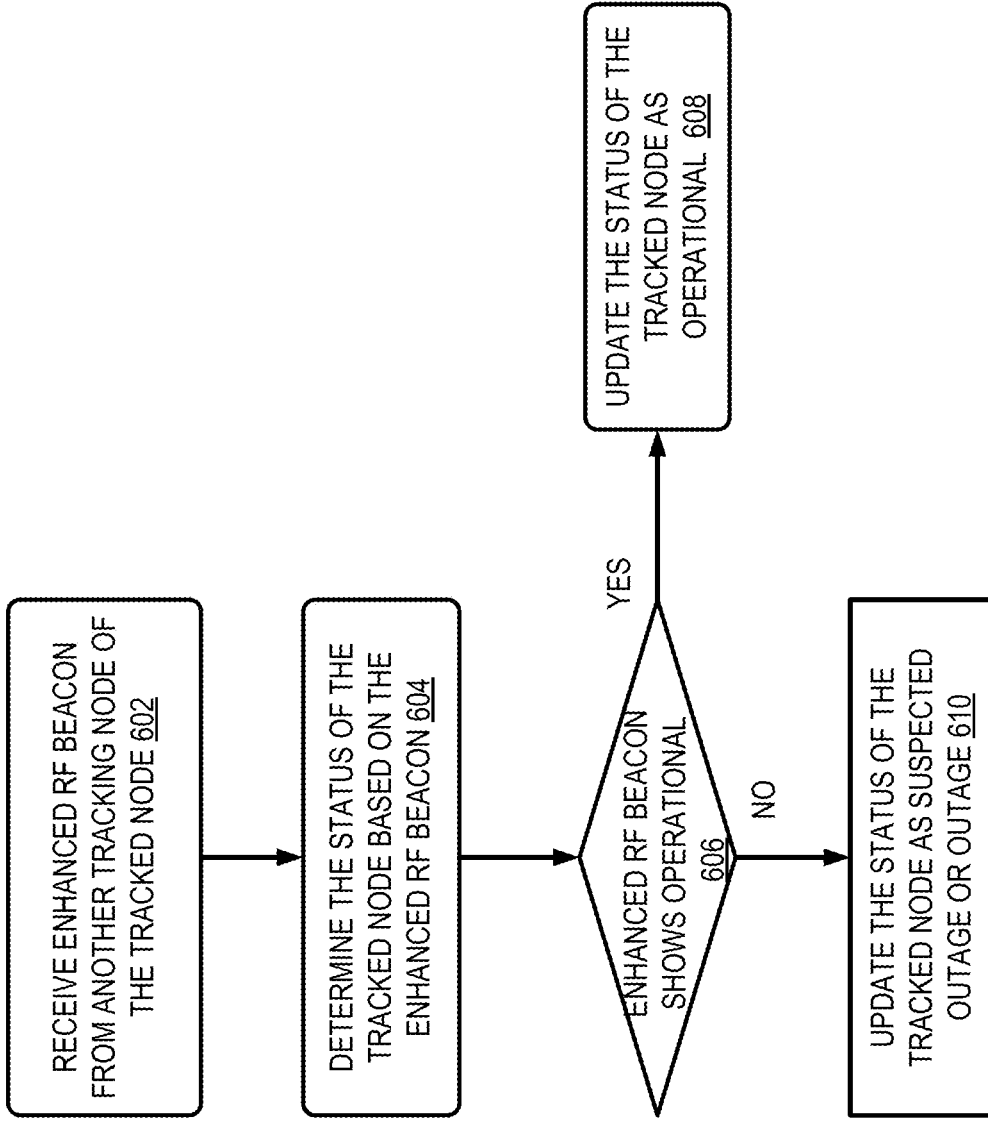 RECEIVE ENHANCED RF BEACON
FROM ANOTHER TRACKING NODE OF
THE TRACKED NODE 602
DETERMINE THE STATUS OF THE
TRACKED NODE BASED ON THE
ENHANCED RF BEACON 604
ENHANCED RF BEACON
SHOWS OPERATIONAL
606
YES
UPDATE THE STATUS OF THE
TRACKED NODE AS
OPERATIONAL 608
NO
UPDATE THE STATUS OF THE
TRACKED NODE AS SUSPECTED
OUTAGE OR OUTAGE 610